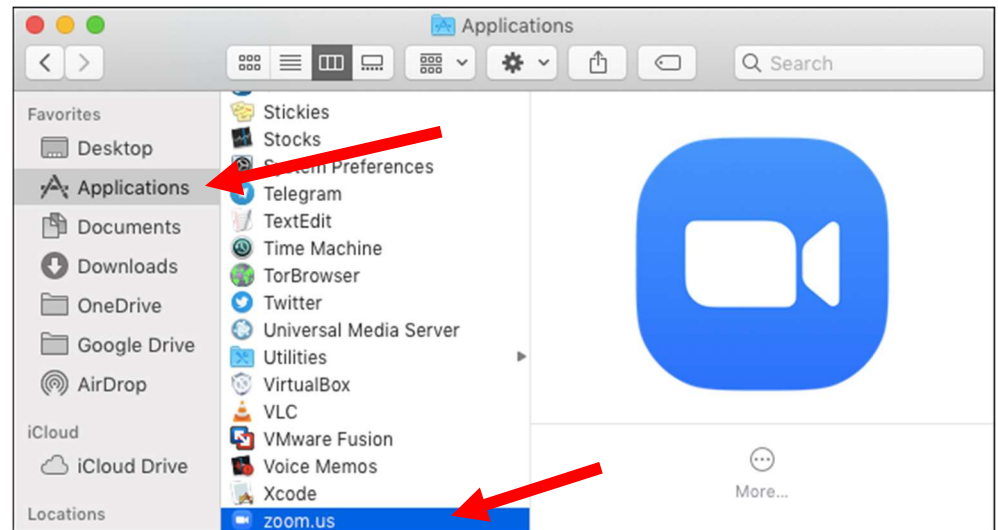 Applications
Search
Favorites
Desktop
Applications
Documents
Downloads
OneDrive
Google Drive
AirDrop
iCloud
iCloud Drive
Locations
Stickies
Stocks
System Preferences
Telegram
TextEdit
Time Machine
TorBrowser
Twitter
Universal Media Server
Utilities
VirtualBox
VLC
VMware Fusion
Voice Memos
Xcode
zoom.us
More...